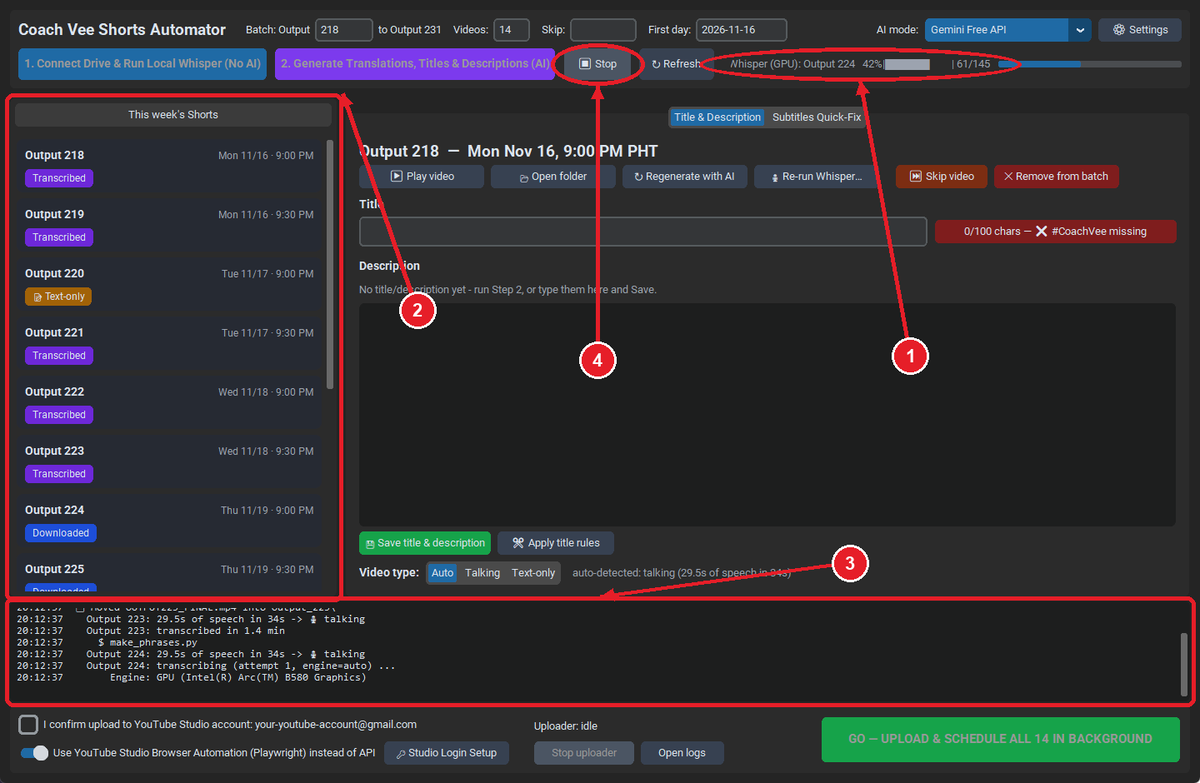 Coach Vee Shorts Automator
Batch: Output 218 to Output 231 Videos: 14 Skip: First day: 2026-11-16 AI mode: Gemini Free API Settings
1. Connect Drive & Run Local Whisper (No AI) 2. Generate Translations, Titles & Descriptions (AI) Stop Refresh Whisper (GPU): Output 224 42% | 61/145
This week's Shorts
Output 218 Mon 11/16 · 9:00 PM
Transcribed
Output 219 Mon 11/16 · 9:30 PM
Transcribed
Output 220 Tue 11/17 · 9:00 PM
Text-only
Output 221 Tue 11/17 · 9:30 PM
Transcribed
Output 222 Wed 11/18 · 9:00 PM
Transcribed
Output 223 Wed 11/18 · 9:30 PM
Transcribed
Output 224 Thu 11/19 · 9:00 PM
Downloaded
Output 225 Thu 11/19 · 9:30 PM
Downloaded
Title & Description Subtitles Quick-Fix
Output 218 — Mon Nov 16, 9:00 PM PHT
Play video Open folder Regenerate with AI Re-run Whisper... Skip video Remove from batch
Title
0/100 chars — ❌ #CoachVee missing
Description
No title/description yet - run Step 2, or type them here and Save.
2
4
1
Save title & description Apply title rules
Video type: Auto Talking Text-only auto-detected: talking (29.5s of speech in 34s)
3
20:12:37 Moved OUTPUT223_FINAL.mp4 into Output_223\
20:12:37 Output 223: 29.5s of speech in 34s -> talking
20:12:37 Output 223: transcribed in 1.4 min
20:12:37 $ make_phrases.py
20:12:37 Output 224: 29.5s of speech in 34s -> talking
20:12:37 Output 224: transcribing (attempt 1, engine=auto) ...
20:12:37 Engine: GPU (Intel(R) Arc(TM) B580 Graphics)
I confirm upload to YouTube Studio account: your-youtube-account@gmail.com Uploader: idle
Use YouTube Studio Browser Automation (Playwright) instead of API Studio Login Setup Stop uploader Open logs
GO — UPLOAD & SCHEDULE ALL 14 IN BACKGROUND